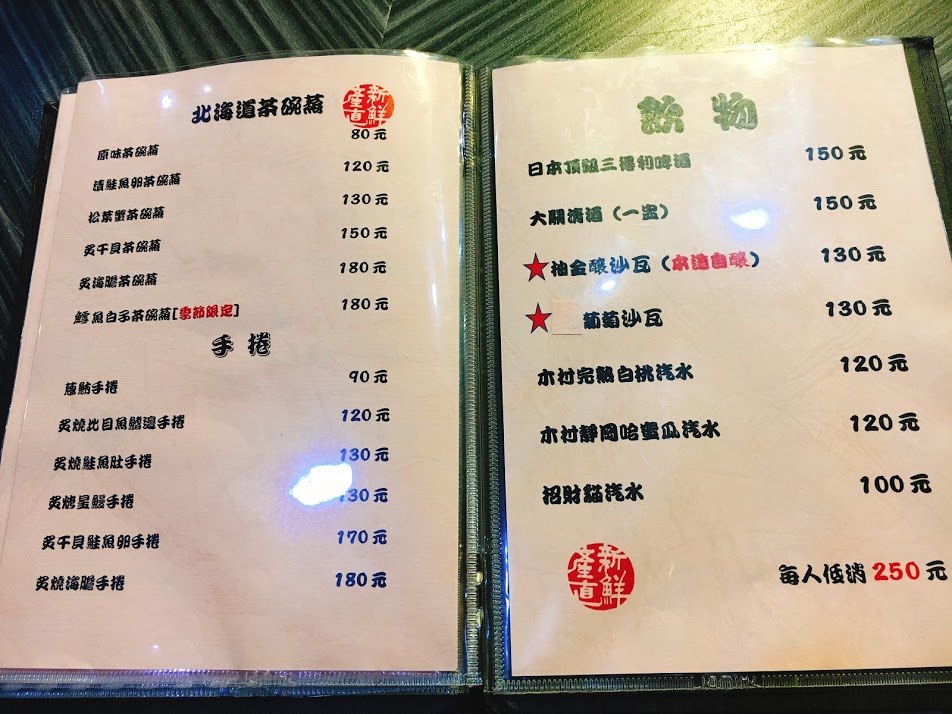 北海道茶碗蒸
新鮮
產直
原味茶碗蒸 80元
漬鮭魚卵茶碗蒸 120元
松葉蟹茶碗蒸 130元
炙干貝茶碗蒸 150元
炙海膽茶碗蒸 180元
鱈魚白子茶碗蒸[季節限定] 180元
手捲
蔥鮪手捲 90元
炙燒比目魚鰭邊手捲 120元
炙燒鮭魚肚手捲 130元
炙烤星鰻手捲 130元
炙干貝鮭魚卵手捲 170元
炙燒海膽手捲 180元
飲物
日本頂級三得利啤酒 150元
大關清酒（一壺） 150元
★柚金釀沙瓦（本造自釀） 130元
★ 葡萄沙瓦 130元
木村完熟白桃汽水 120元
木村靜岡哈蜜瓜汽水 120元
招財貓汽水 100元
新鮮
產直
每人低消250元